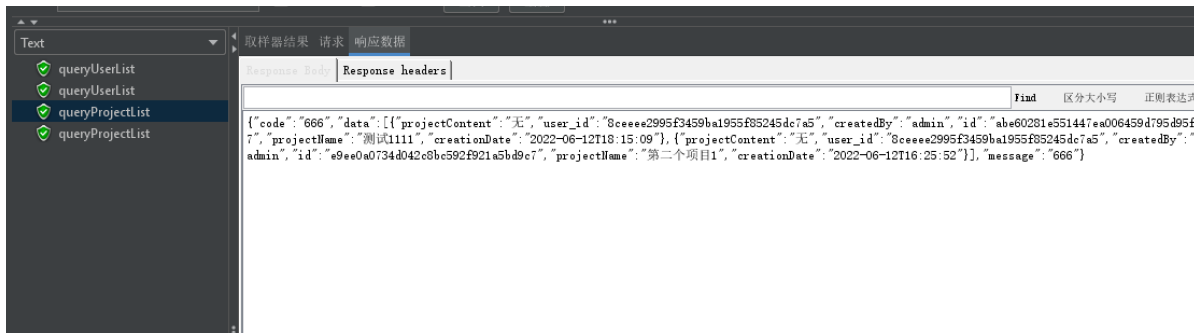 Text
取样器结果 请求 响应数据
queryUserList
queryUserList
queryProjectList
queryProjectList
Response Body Response headers
Find 区分大小写 正则表达式
{"code":"666","data":[{"projectContent":"无","user_id":"8ceeee2995f3459ba1955f85245dc7a5","createdBy":"admin","id":"abe60281e551447ea006459d795d95f
7","projectName":"测试1111","creationDate":"2022-06-12T18:15:09"},{"projectContent":"无","user_id":"8ceeee2995f3459ba1955f85245dc7a5","createdBy":"
admin","id":"e9ee0a0734d042c8bc592f921a5bd9c7","projectName":"第二个项目1","creationDate":"2022-06-12T16:25:52"}],"message":"666"}